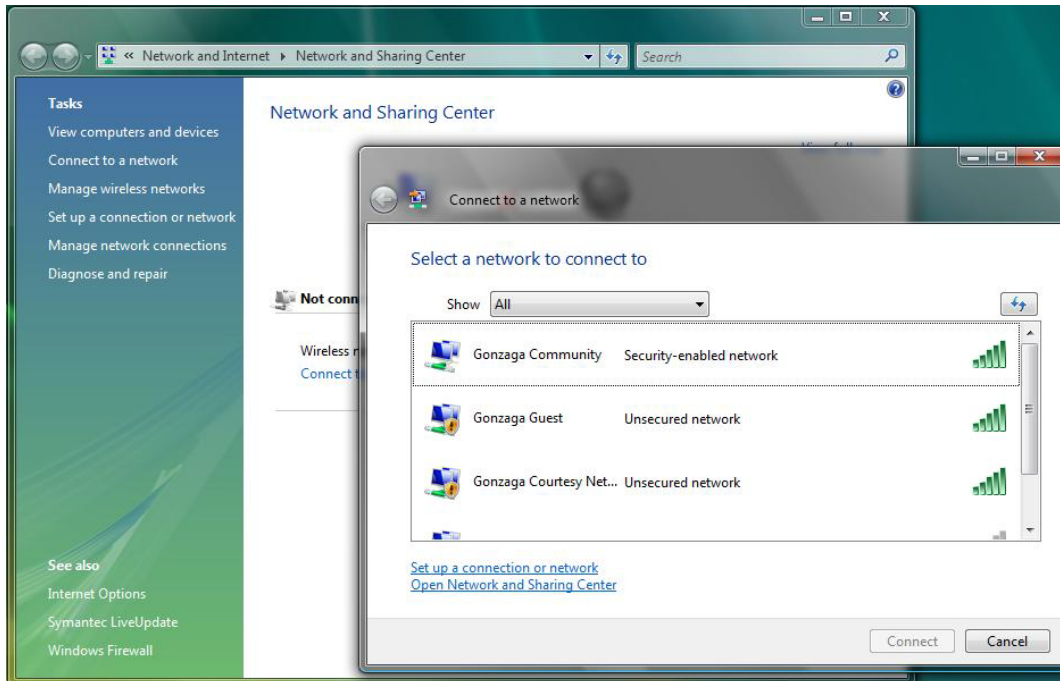 « Network and Internet ▸ Network and Sharing Center
Search
Tasks
View computers and devices
Connect to a network
Manage wireless networks
Set up a connection or network
Manage network connections
Diagnose and repair
See also
Internet Options
Symantec LiveUpdate
Windows Firewall
Network and Sharing Center
View full
Not conn
Wireless
Connect t
Connect to a network
Select a network to connect to
Show All
Gonzaga Community Security-enabled network
Gonzaga Guest Unsecured network
Gonzaga Courtesy Net... Unsecured network
Set up a connection or network
Open Network and Sharing Center
Connect Cancel